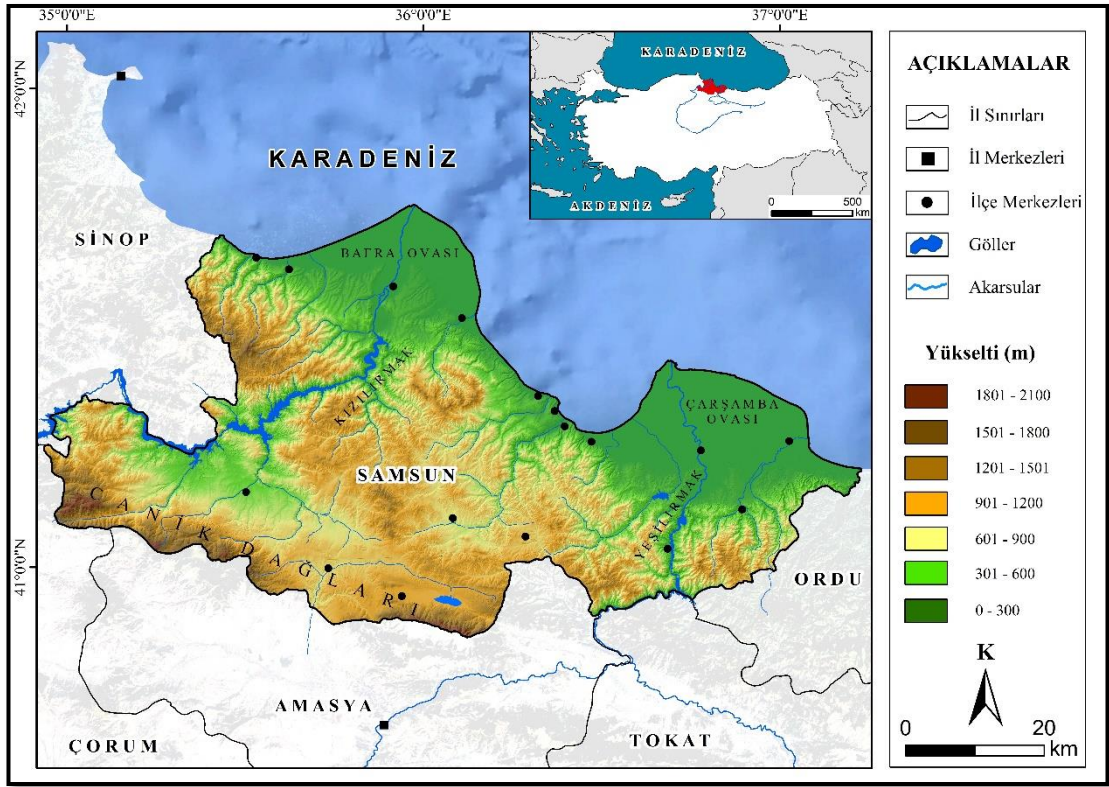 35°0'0"E
36°0'0"E
37°0'0"E
42°0'0"N
41°0'0"N
KARADENİZ
AKDENİZ
0 500
km
KARADENİZ
SİNOP
BAFRA OVASI
KIZILIRMAK
ÇARŞAMBA
OVASI
SAMSUN
YEŞİLIRMAK
CANİK DAĞLARI
ORDU
AMASYA
ÇORUM
TOKAT
AÇIKLAMALAR
İl Sınırları
İl Merkezleri
İlçe Merkezleri
Göller
Akarsular
Yükselti (m)
1801 - 2100
1501 - 1800
1201 - 1501
901 - 1200
601 - 900
301 - 600
0 - 300
K
0 20
km